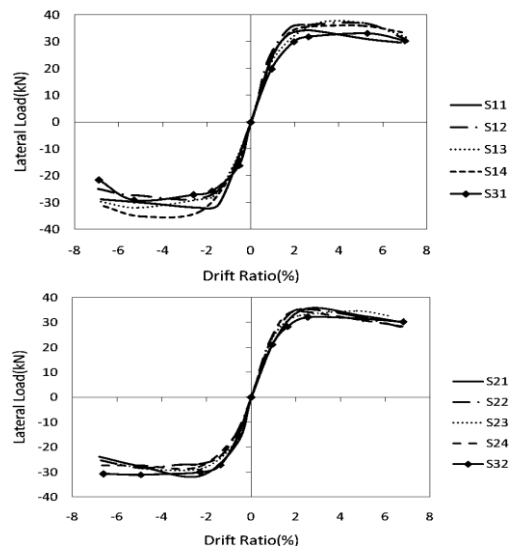 40
30
20
10
0
-10
-20
-30
-40
Lateral Load(kN)
-8 -6 -4 -2 0 2 4 6 8
Drift Ratio(%)
S11
S12
S13
S14
S31
40
30
20
10
0
-10
-20
-30
-40
Lateral Load(kN)
-8 -6 -4 -2 0 2 4 6 8
Drift Ratio(%)
S21
S22
S23
S24
S32